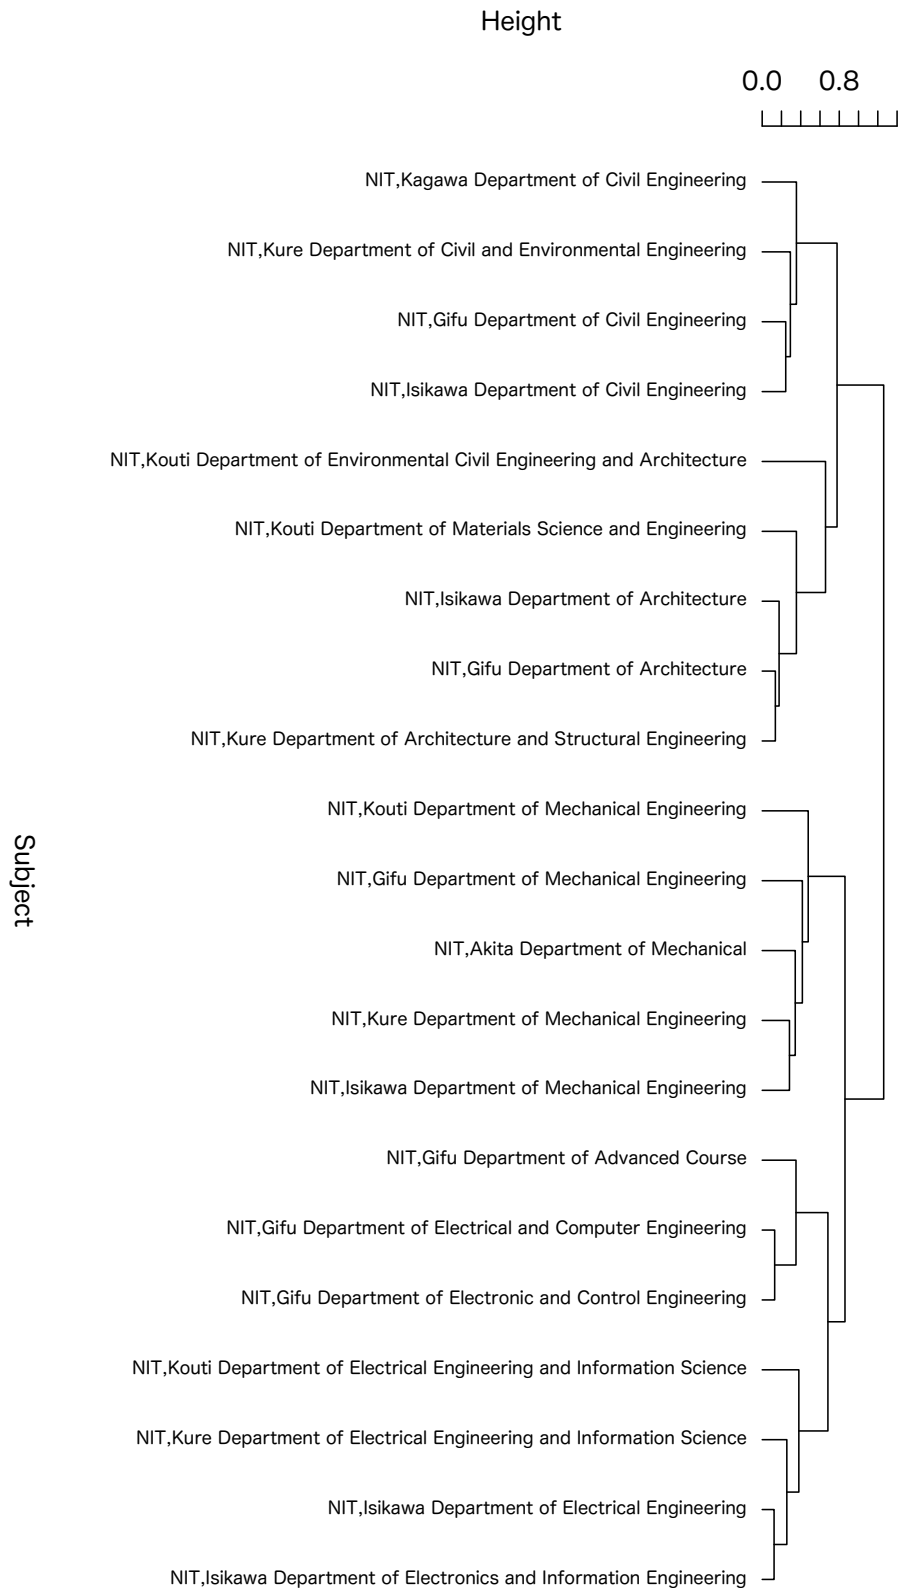 Height
0.0 0.8
NIT,Kagawa Department of Civil Engineering
NIT,Kure Department of Civil and Environmental Engineering
NIT,Gifu Department of Civil Engineering
NIT,Isikawa Department of Civil Engineering
NIT,Kouti Department of Environmental Civil Engineering and Architecture
NIT,Kouti Department of Materials Science and Engineering
NIT,Isikawa Department of Architecture
NIT,Gifu Department of Architecture
NIT,Kure Department of Architecture and Structural Engineering
NIT,Kouti Department of Mechanical Engineering
Subject
NIT,Gifu Department of Mechanical Engineering
NIT,Akita Department of Mechanical
NIT,Kure Department of Mechanical Engineering
NIT,Isikawa Department of Mechanical Engineering
NIT,Gifu Department of Advanced Course
NIT,Gifu Department of Electrical and Computer Engineering
NIT,Gifu Department of Electronic and Control Engineering
NIT,Kouti Department of Electrical Engineering and Information Science
NIT,Kure Department of Electrical Engineering and Information Science
NIT,Isikawa Department of Electrical Engineering
NIT,Isikawa Department of Electronics and Information Engineering